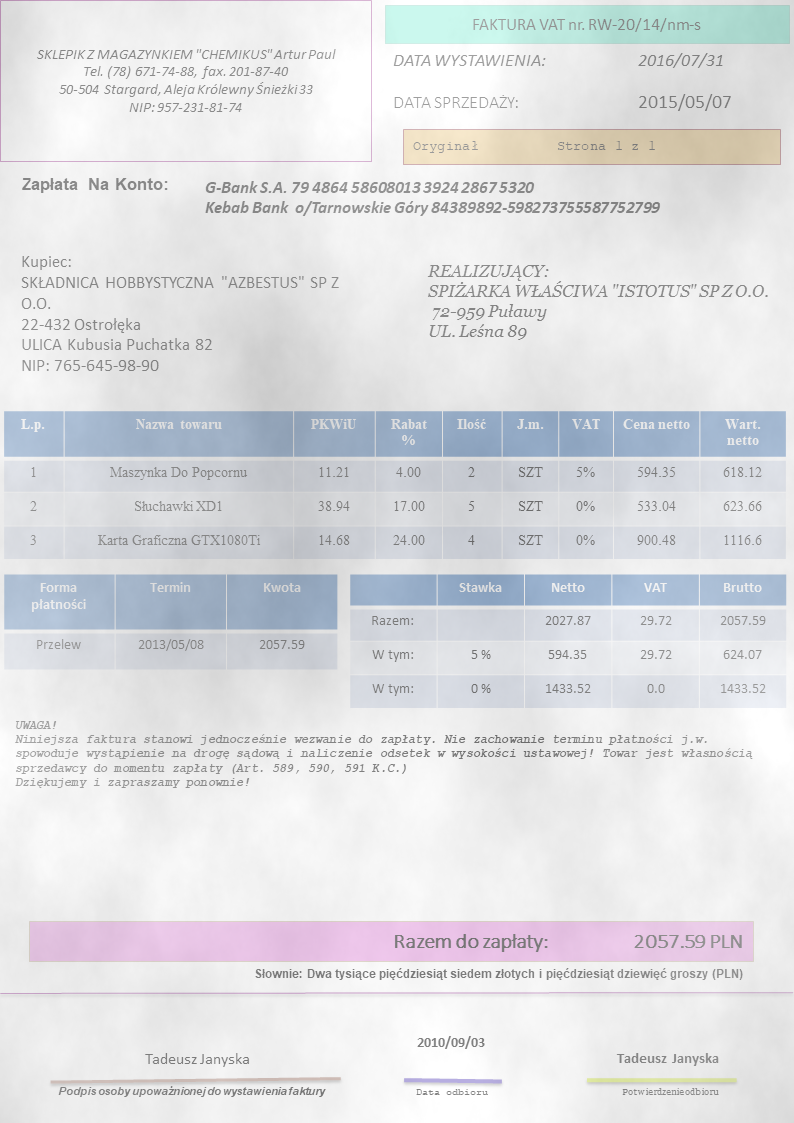 SKLEPIK Z MAGAZYNKIEM "CHEMIKUS" Artur Paul
Tel. (78) 671-74-88, fax. 201-87-40
50-504 Stargard, Aleja Królewny Śnieżki 33
NIP: 957-231-81-74
FAKTURA VAT nr. RW-20/14/nm-s
DATA WYSTAWIENIA: 2016/07/31
DATA SPRZEDAŻY: 2015/05/07
Oryginał Strona 1 z 1
Zapłata Na Konto: G-Bank S.A. 79 4864 58608013 3924 2867 5320
Kebab Bank o/Tarnowskie Góry 84389892-598273755587752799
Kupiec:
SKŁADNICA HOBBYSTYCZNA "AZBESTUS" SP Z
O.O.
22-432 Ostrołęka
ULICA Kubusia Puchatka 82
NIP: 765-645-98-90
REALIZUJĄCY:
SPIŻARKA WŁAŚCIWA "ISTOTUS" SP Z O.O.
72-959 Puławy
UL. Leśna 89
L.p. Nazwa towaru PKWiU Rabat % Ilość J.m. VAT Cena netto Wart. netto
1 Maszynka Do Popcornu 11.21 4.00 2 SZT 5% 594.35 618.12
2 Słuchawki XD1 38.94 17.00 5 SZT 0% 533.04 623.66
3 Karta Graficzna GTX1080Ti 14.68 24.00 4 SZT 0% 900.48 1116.6
Forma płatności Termin Kwota
Przelew 2013/05/08 2057.59
Stawka Netto VAT Brutto
Razem: 2027.87 29.72 2057.59
W tym: 5 % 594.35 29.72 624.07
W tym: 0 % 1433.52 0.0 1433.52
UWAGA!
Niniejsza faktura stanowi jednocześnie wezwanie do zapłaty. Nie zachowanie terminu płatności j.w.
spowoduje wystąpienie na drogę sądową i naliczenie odsetek w wysokości ustawowej! Towar jest własnością
sprzedawcy do momentu zapłaty (Art. 589, 590, 591 K.C.)
Dziękujemy i zapraszamy ponownie!
Razem do zapłaty: 2057.59 PLN
Słownie: Dwa tysiące pięćdziesiąt siedem złotych i pięćdziesiąt dziewięć groszy (PLN)
2010/09/03
Tadeusz Janyska Tadeusz Janyska
Podpis osoby upoważnionej do wystawienia faktury Data odbioru Potwierdzenie odbioru